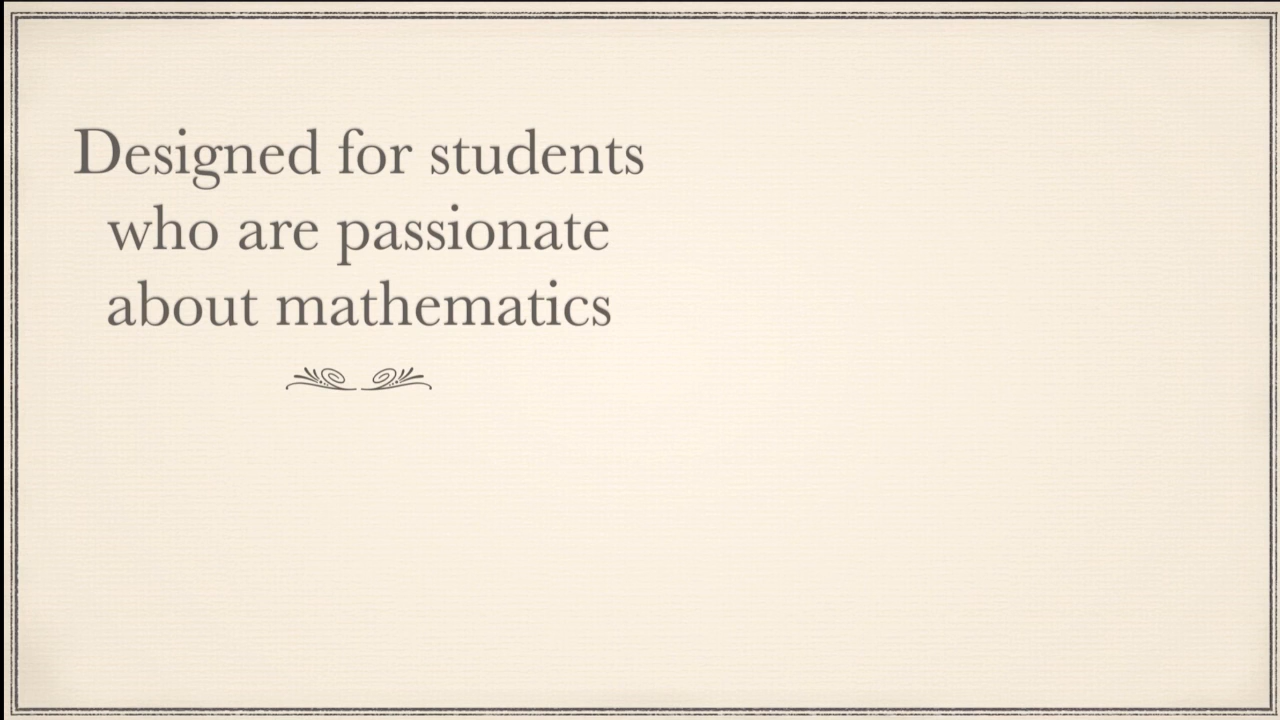 Designed for students
who are passionate
about mathematics